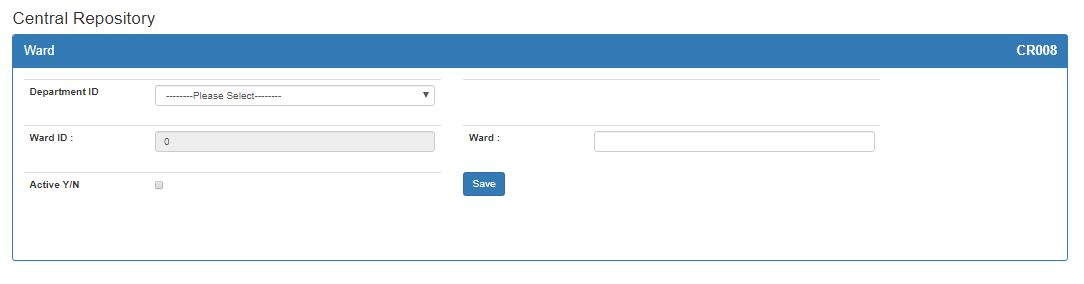 Central Repository
Ward CR008
Department ID --------Please Select--------
Ward ID : 0 Ward :
Active Y/N Save